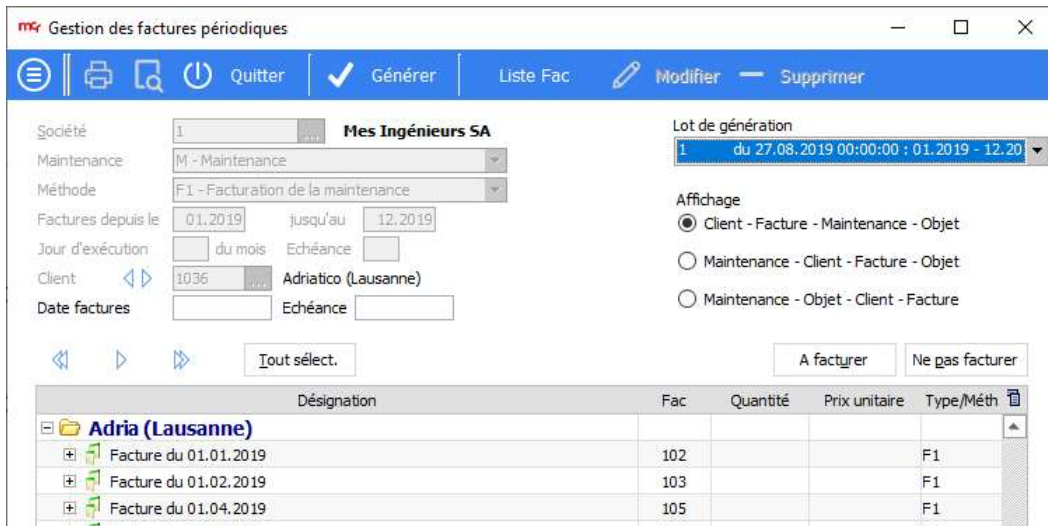 mcr Gestion des factures périodiques
Quitter Générer Liste Fac Modifier Supprimer
Société 1 ... Mes Ingénieurs SA
Maintenance M - Maintenance
Méthode F1 - Facturation de la maintenance
Factures depuis le 01.2019 jusqu'au 12.2019
Jour d'exécution du mois Echéance
Client 1036 ... Adriatico (Lausanne)
Date factures Echéance
Lot de génération
1 du 27.08.2019 00:00:00 : 01.2019 - 12.20
Affichage
Client - Facture - Maintenance - Objet
Maintenance - Client - Facture - Objet
Maintenance - Objet - Client - Facture
Tout sélect. A facturer Ne pas facturer
Désignation Fac Quantité Prix unitaire Type/Méth
Adria (Lausanne)
Facture du 01.01.2019 102 F1
Facture du 01.02.2019 103 F1
Facture du 01.04.2019 105 F1